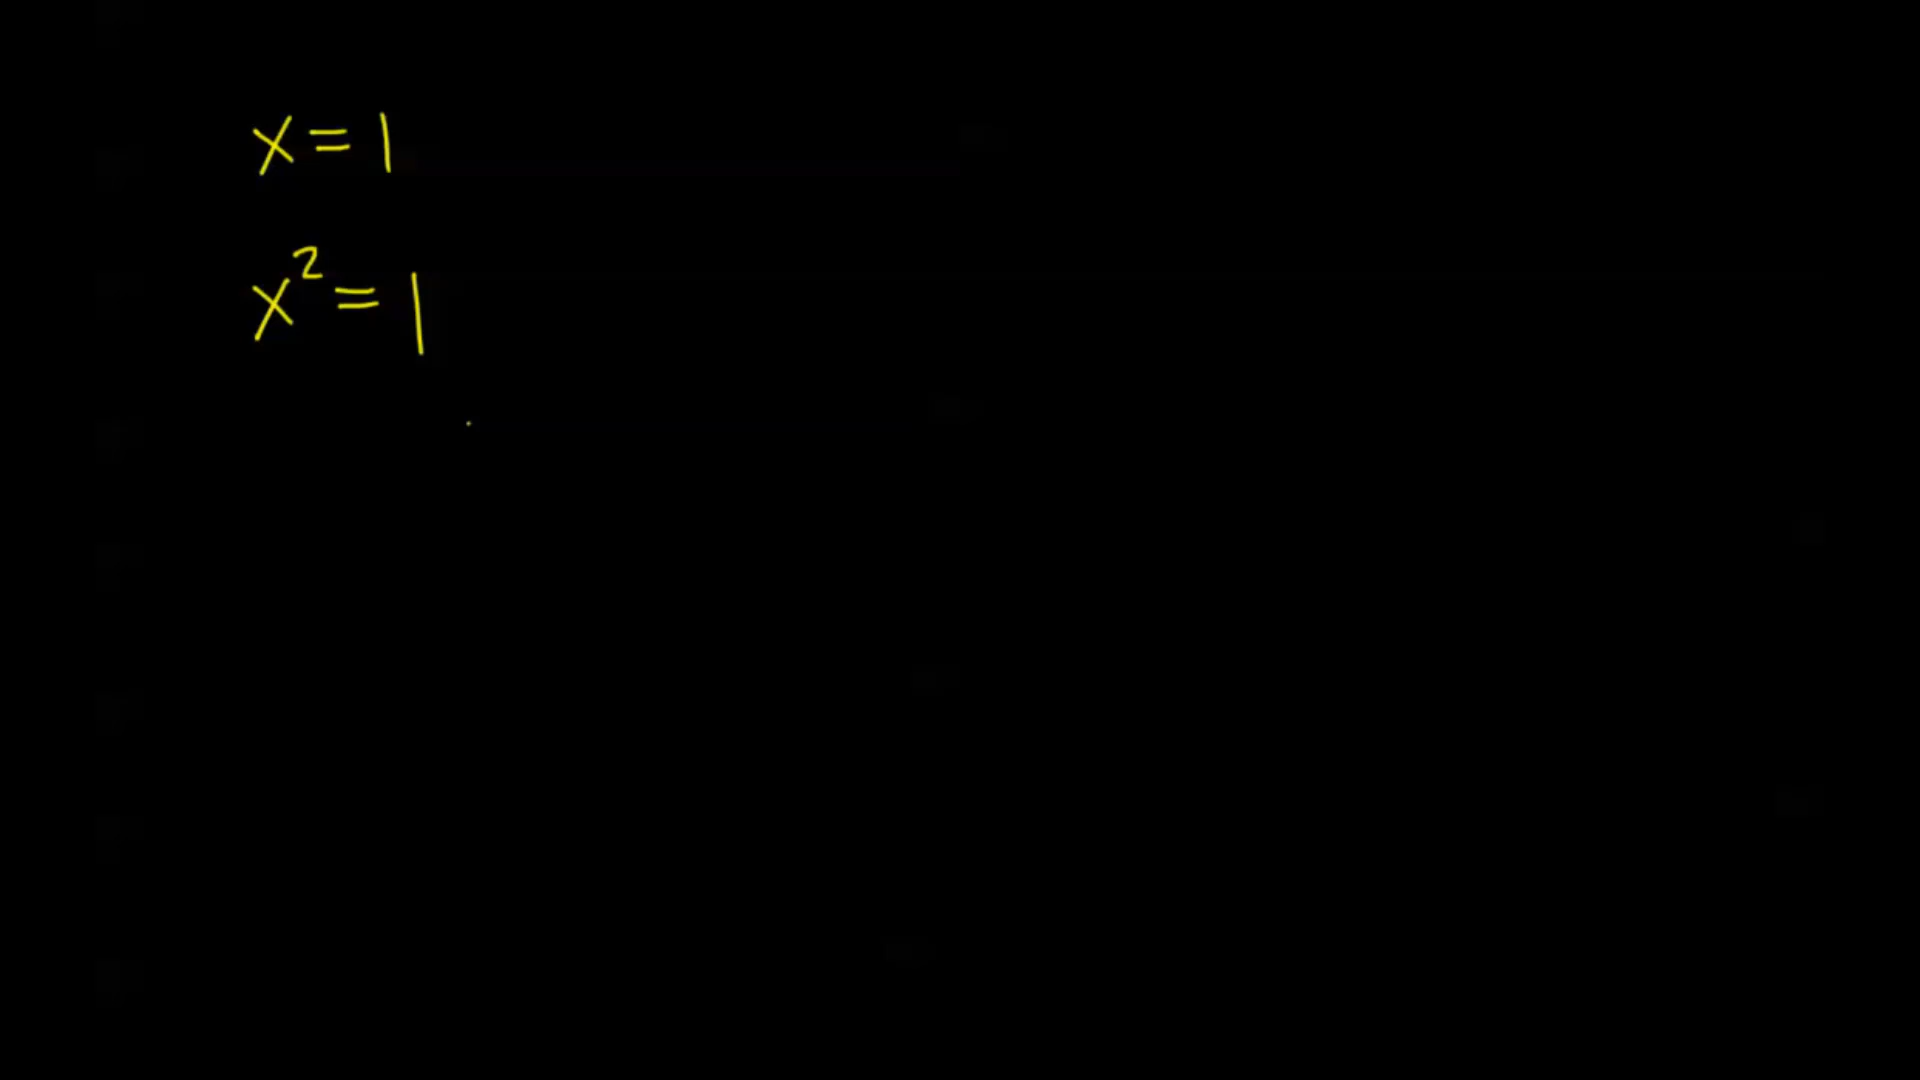 x = 1
x² = 1